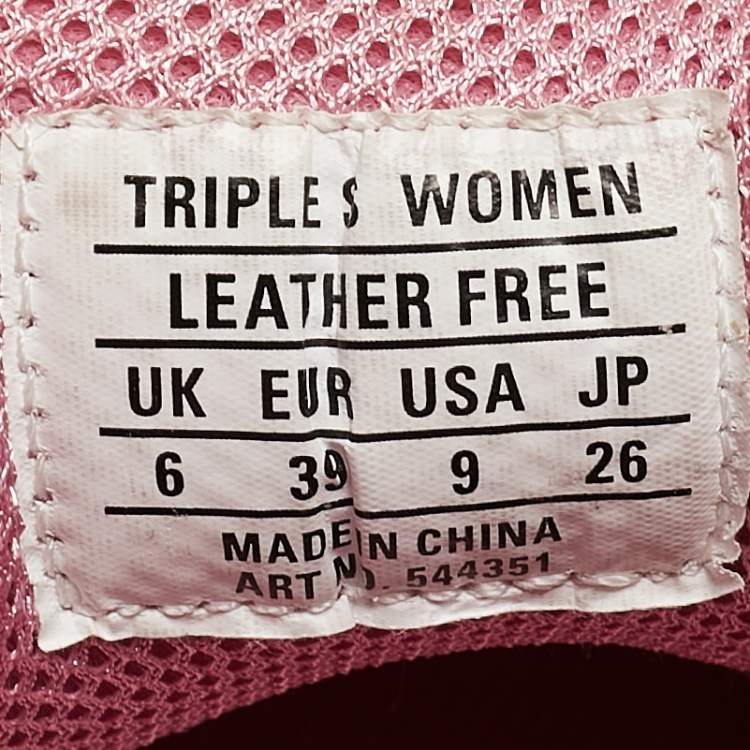 TRIPLE S WOMEN
LEATHER FREE
UK EUR USA JP
6 39 9 26
MADE IN CHINA
ART NO. 544351